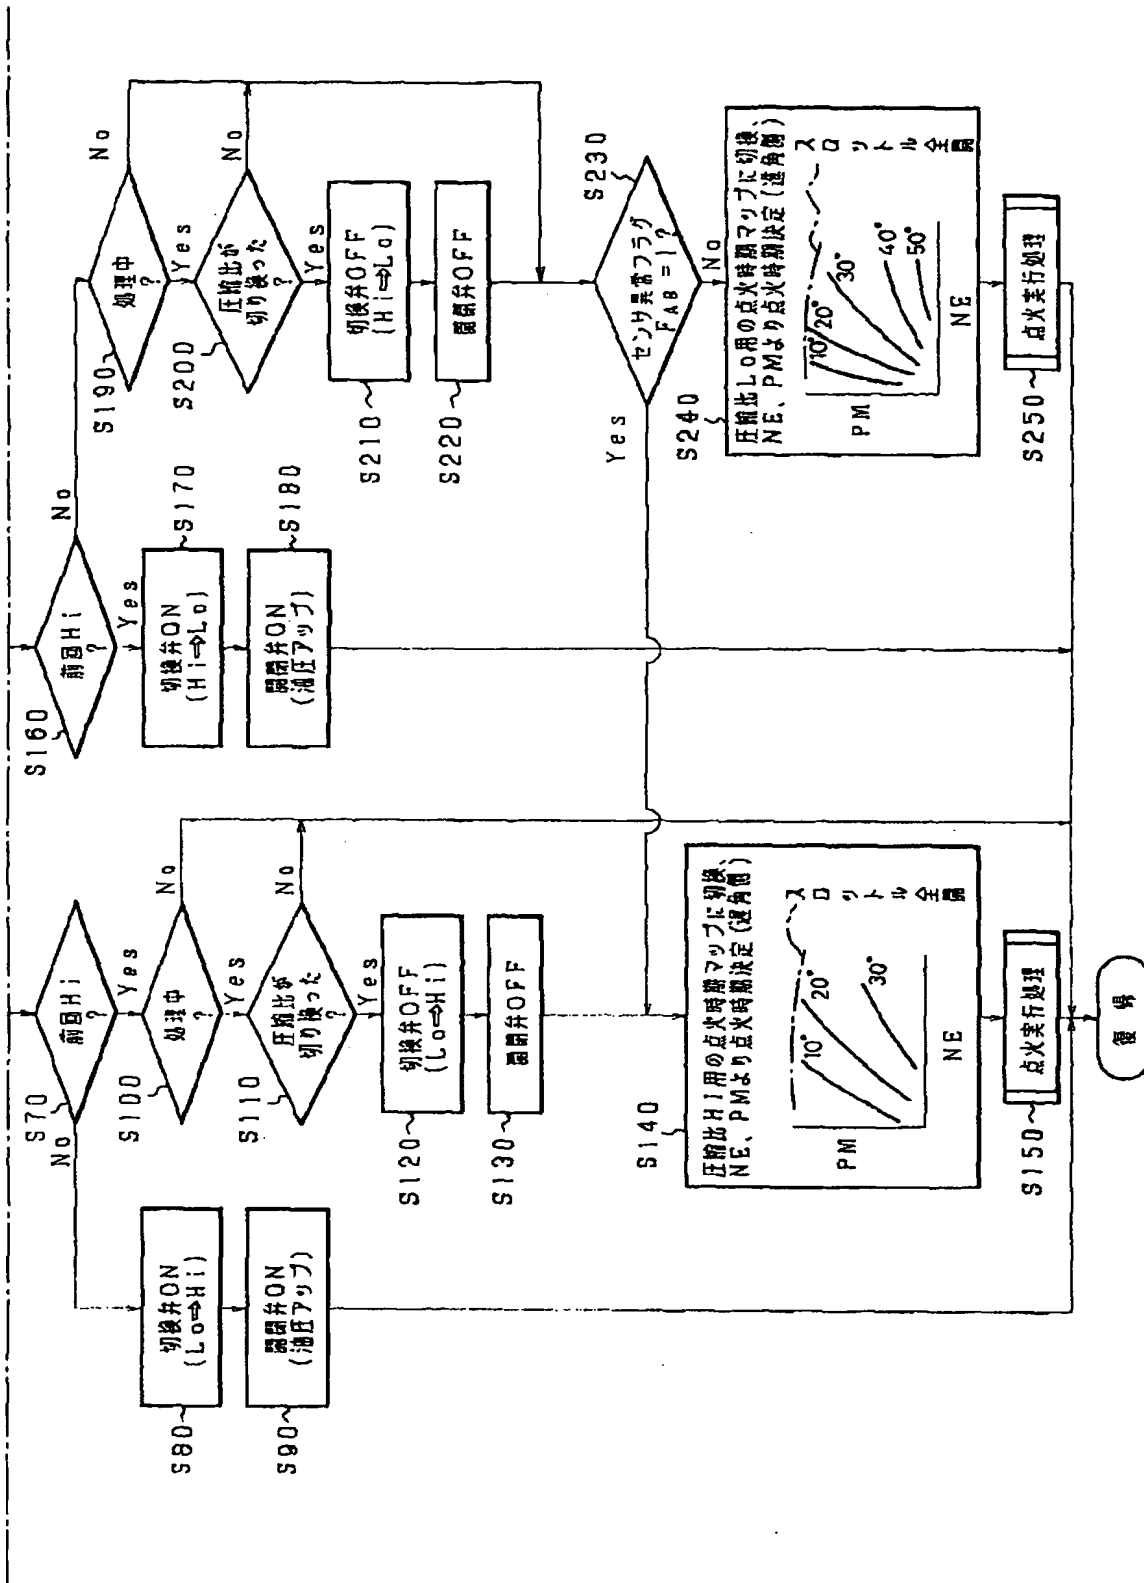 S70
前回Hi
?
No
Yes
S80
切換弁ON
(Lo⇒Hi)
S90
開閉弁ON
(油圧アップ)
S100
処理中
?
No
Yes
S110
圧縮比が
切り換った
?
No
Yes
S120
切換弁OFF
(Lo⇒Hi)
S130
開閉弁OFF
S140
圧縮比Hi用の点火時期マップに切換、
NE、PMより点火時期決定(遅角側)
PM
10°
20°
30°
スロットル全開
NE
S150
点火実行処理
復帰
S160
前回Hi
?
No
Yes
S170
切換弁ON
(Hi⇒Lo)
S180
開閉弁ON
(油圧アップ)
S190
処理中
?
No
Yes
S200
圧縮比が
切り換った
?
No
Yes
S210
切換弁OFF
(Hi⇒Lo)
S220
開閉弁OFF
S230
センサ異常フラグ
FAB=1?
Yes
No
S240
圧縮比Lo用の点火時期マップに切換、
NE、PMより点火時期決定(進角側)
PM
10°
20°
30°
40°
50°
スロットル全開
NE
S250
点火実行処理